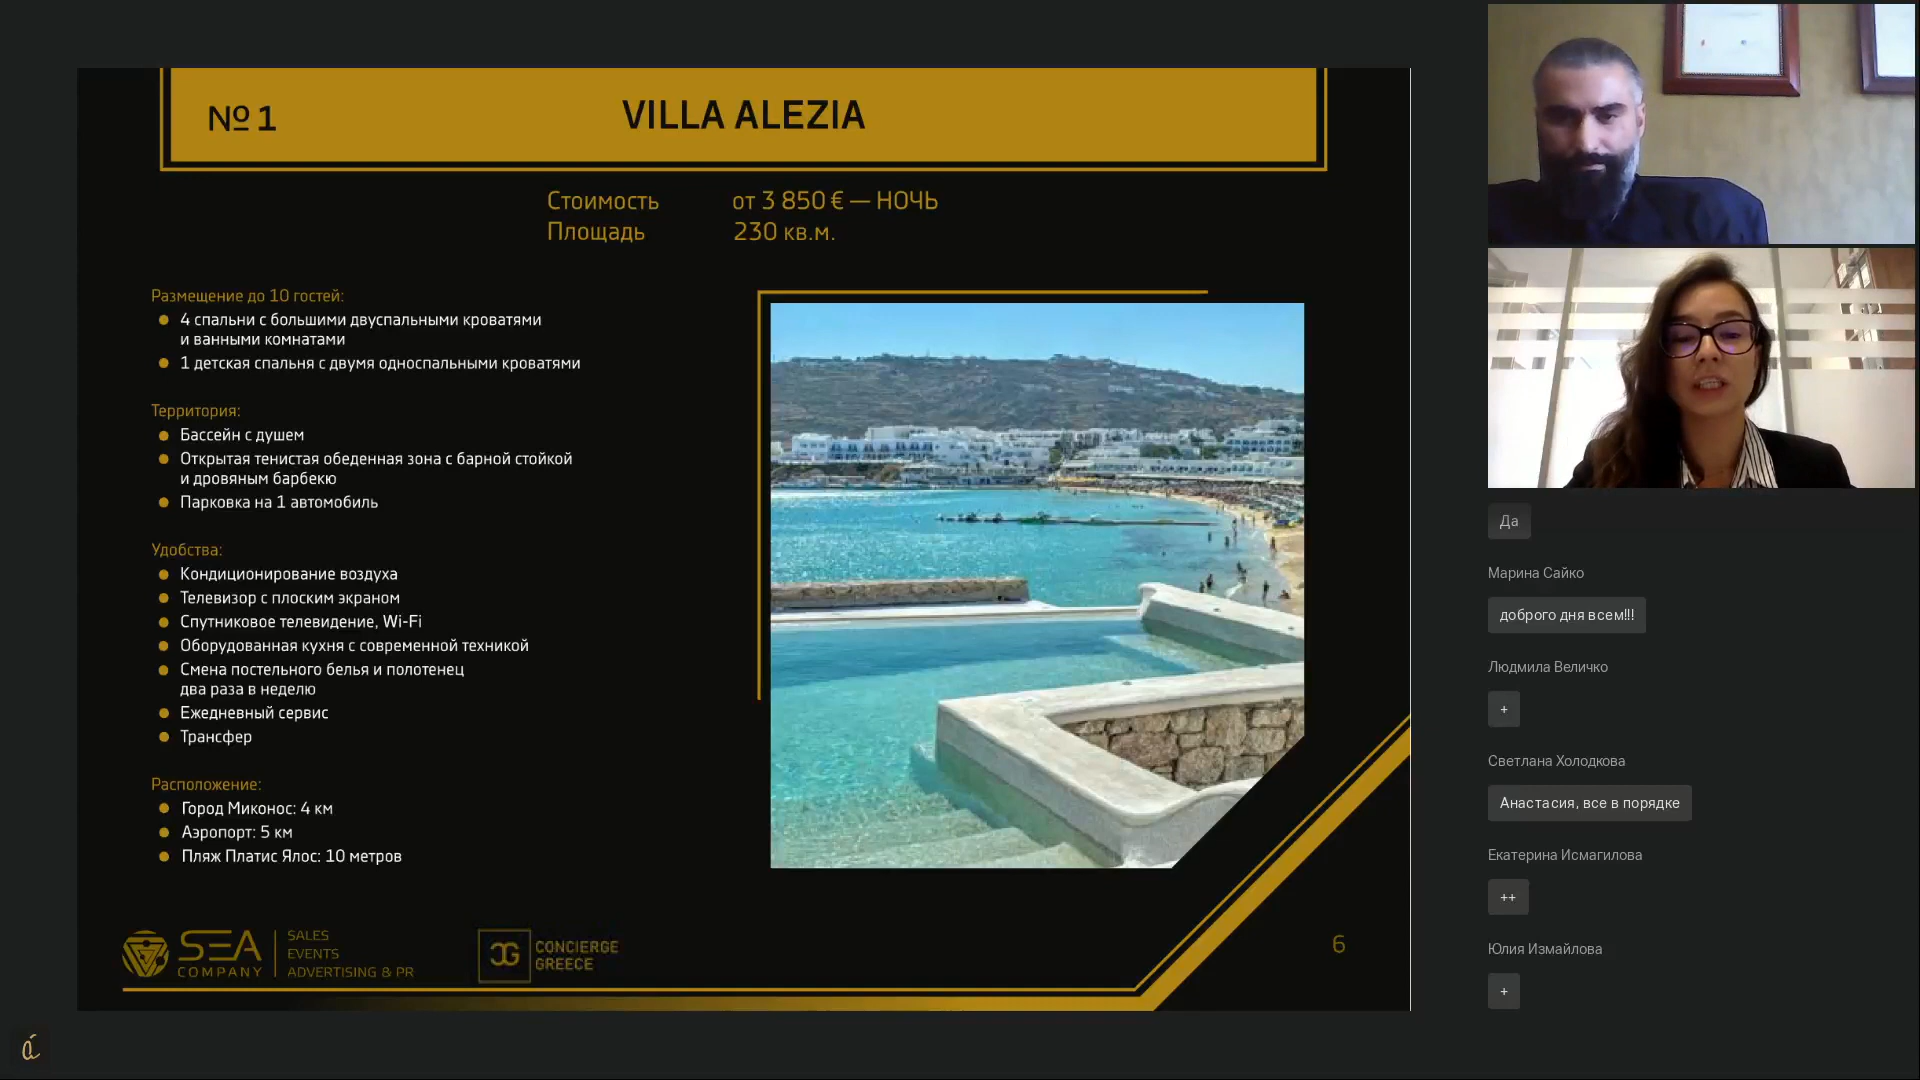 № 1
VILLA ALEZIA
Стоимость от 3 850 € — НОЧЬ
Площадь 230 кв.м.
Размещение до 10 гостей:
4 спальни с большими двуспальными кроватями
и ванными комнатами
1 детская спальня с двумя односпальными кроватями
Территория:
Бассейн с душем
Открытая тенистая обеденная зона с барной стойкой
и дровяным барбекю
Парковка на 1 автомобиль
Удобства:
Кондиционирование воздуха
Телевизор с плоским экраном
Спутниковое телевидение, Wi-Fi
Оборудованная кухня с современной техникой
Смена постельного белья и полотенец
два раза в неделю
Ежедневный сервис
Трансфер
Расположение:
Город Миконос: 4 км
Аэропорт: 5 км
Пляж Платис Ялос: 10 метров
SEA
COMPANY
SALES
EVENTS
ADVERTISING & PR
CG
CONCIERGE
GREECE
6
á
Да
Марина Сайко
доброго дня всем!!!
Людмила Величко
+
Светлана Холодкова
Анастасия, все в порядке
Екатерина Исмагилова
++
Юлия Измайлова
+